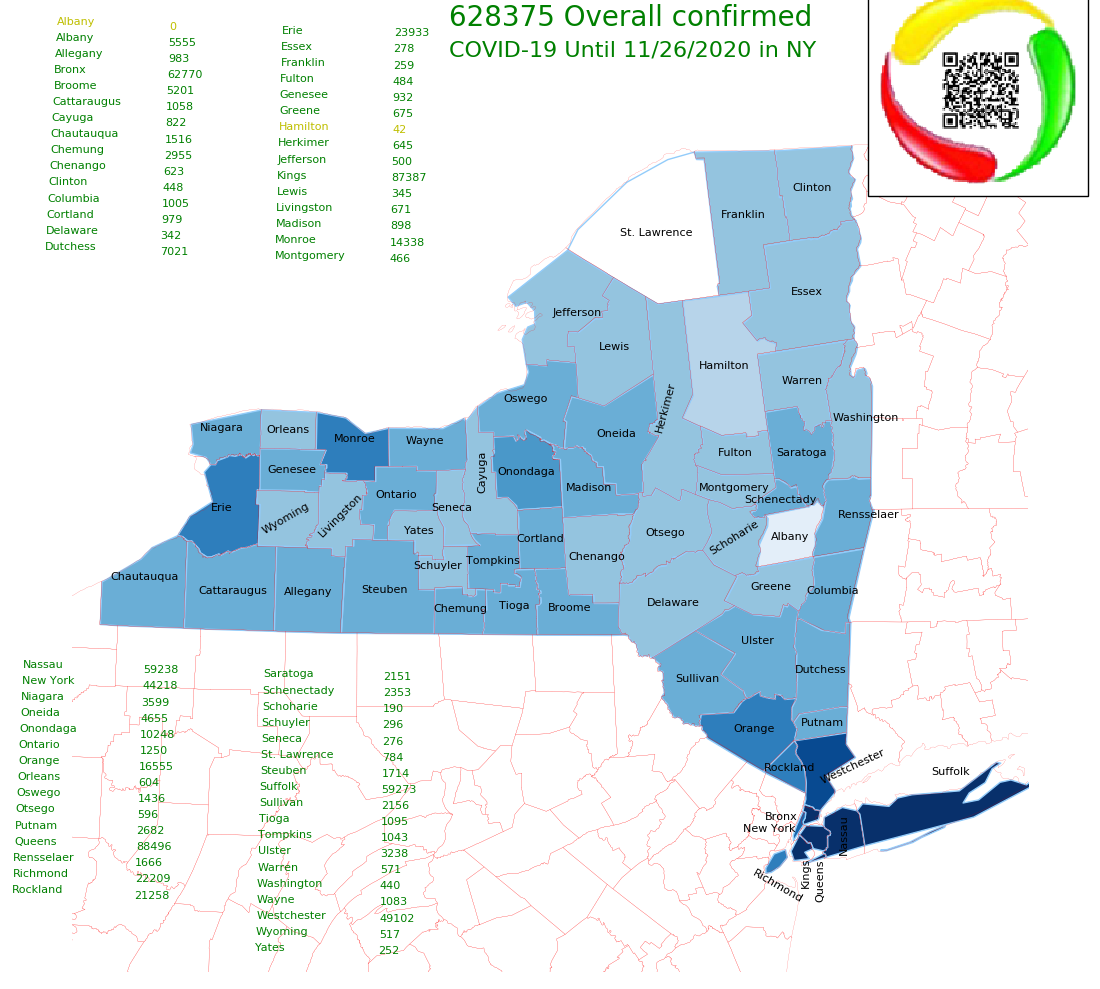 628375 Overall confirmed
COVID-19 Until 11/26/2020 in NY
Albany 0
Albany 5555
Allegany 983
Bronx 62770
Broome 5201
Cattaraugus 1058
Cayuga 822
Chautauqua 1516
Chemung 2955
Chenango 623
Clinton 448
Columbia 1005
Cortland 979
Delaware 342
Dutchess 7021
Erie 23933
Essex 278
Franklin 259
Fulton 484
Genesee 932
Greene 675
Hamilton 42
Herkimer 645
Jefferson 500
Kings 87387
Lewis 345
Livingston 671
Madison 898
Monroe 14338
Montgomery 466
Clinton
Franklin
St. Lawrence
Essex
Jefferson
Lewis
Hamilton
Warren
Oswego
Herkimer
Washington
Niagara
Orleans
Monroe
Wayne
Oneida
Fulton
Saratoga
Genesee
Cayuga
Onondaga
Madison
Montgomery
Schenectady
Ontario
Seneca
Erie
Wyoming
Livingston
Yates
Rensselaer
Otsego
Schoharie
Albany
Cortland
Chenango
Schuyler
Tompkins
Chautauqua
Cattaraugus
Allegany
Steuben
Greene
Columbia
Chemung
Tioga
Broome
Delaware
Ulster
Sullivan
Dutchess
Orange
Putnam
Rockland
Westchester
Suffolk
Bronx
New York
Nassau
Richmond
Kings
Queens
Nassau 59238
New York 44218
Niagara 3599
Oneida 4655
Onondaga 10248
Ontario 1250
Orange 16555
Orleans 604
Oswego 1436
Otsego 596
Putnam 2682
Queens 88496
Rensselaer 1666
Richmond 22209
Rockland 21258
Saratoga 2151
Schenectady 2353
Schoharie 190
Schuyler 296
Seneca 276
St. Lawrence 784
Steuben 1714
Suffolk 59273
Sullivan 2156
Tioga 1095
Tompkins 1043
Ulster 3238
Warren 571
Washington 440
Wayne 1083
Westchester 49102
Wyoming 517
Yates 252